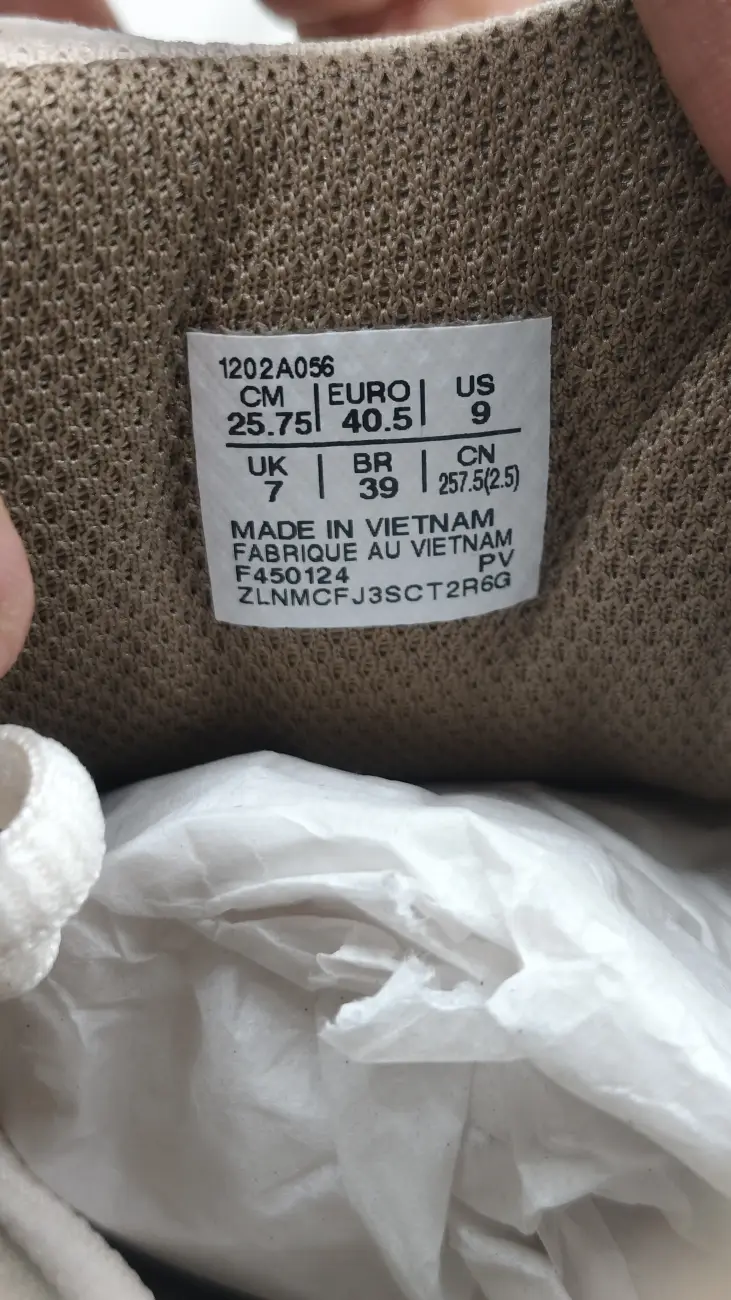 1202A056
CM | EURO | US
25.75 | 40.5 | 9
UK | BR | CN
7 | 39 | 257.5(2.5)
MADE IN VIETNAM
FABRIQUE AU VIETNAM
F450124 PV
ZLNMCFJ3SCT2R6G